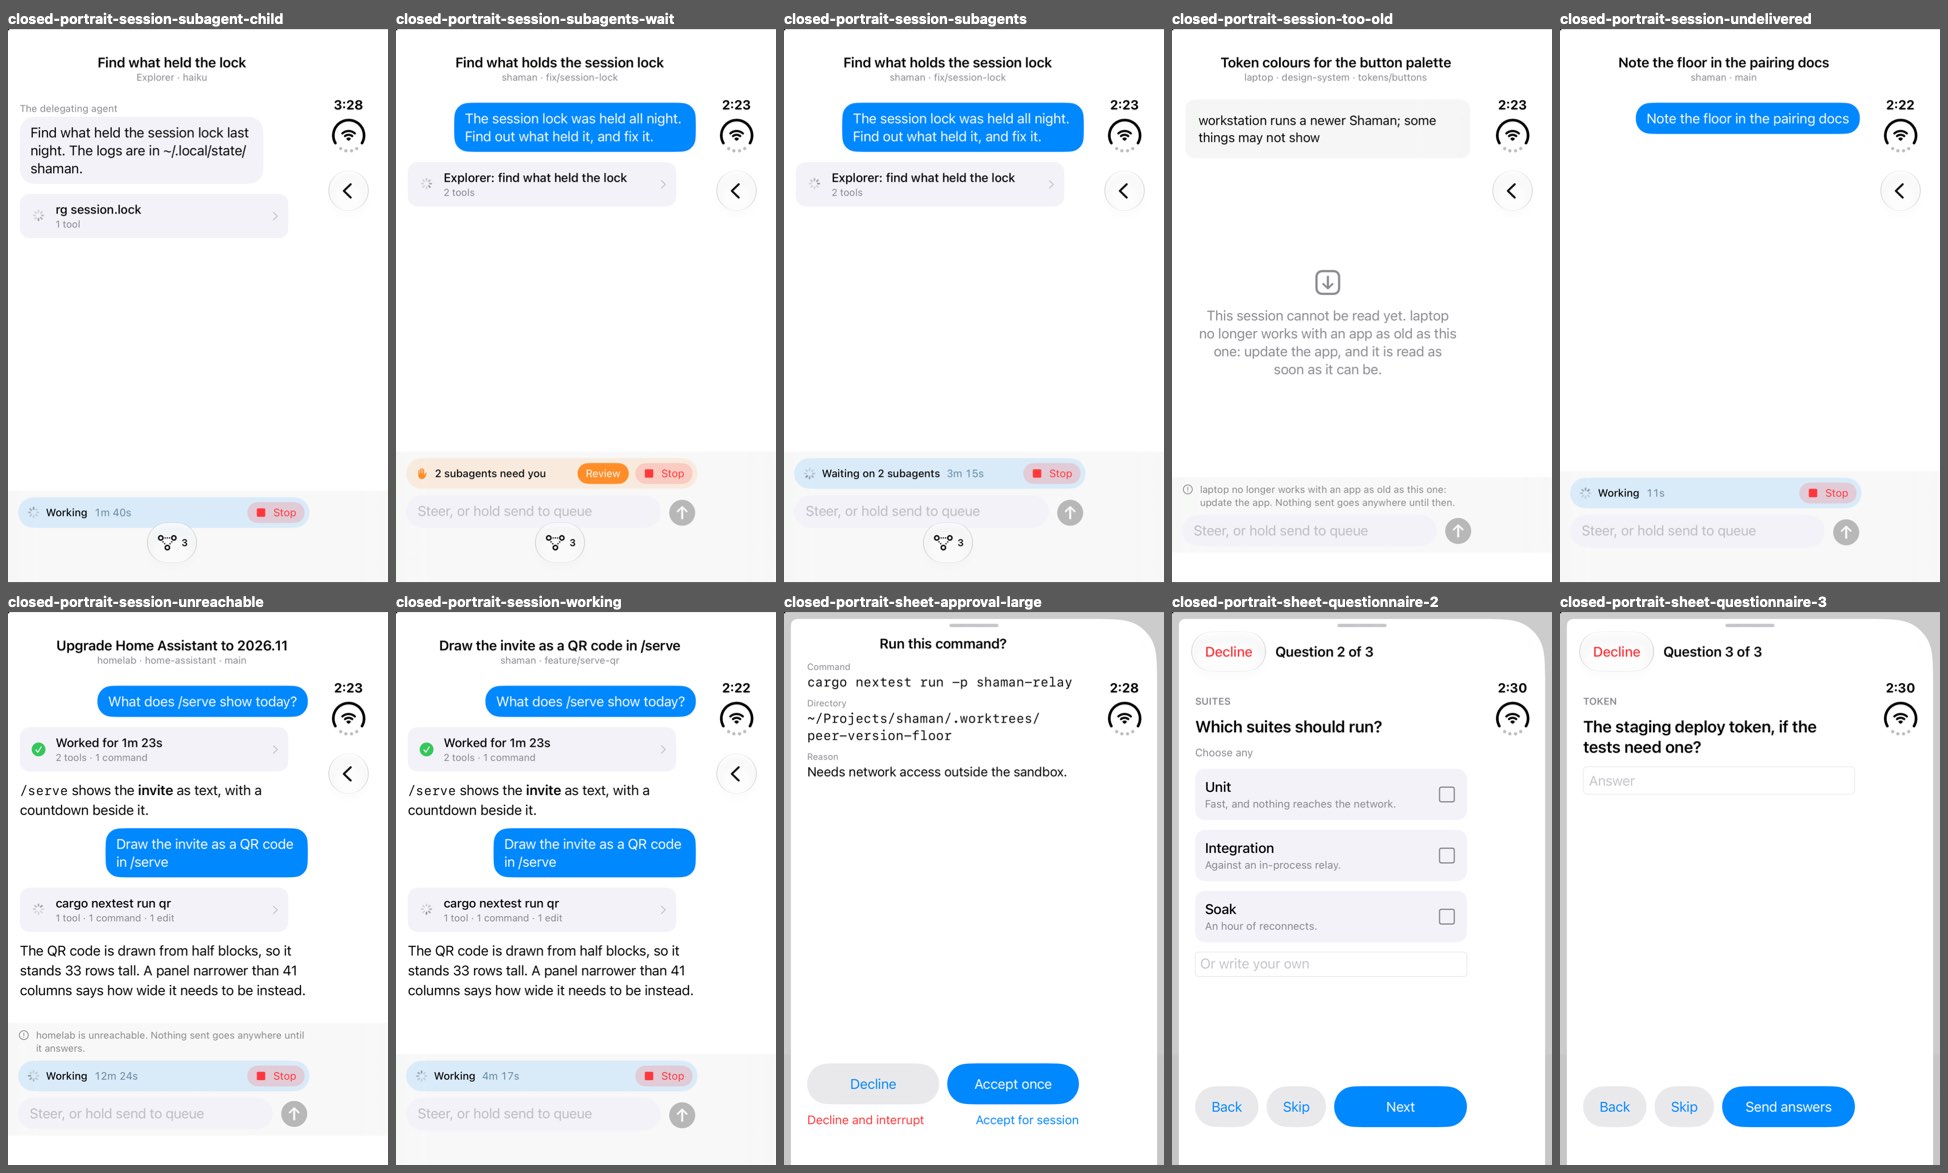 closed-portrait-session-subagent-child
Find what held the lock
Explorer · haiku
3:28
The delegating agent
Find what held the session lock last
night. The logs are in ~/.local/state/
shaman.
rg session.lock
1 tool
Working 1m 40s
Stop
3
closed-portrait-session-subagents-wait
Find what holds the session lock
shaman · fix/session-lock
2:23
The session lock was held all night.
Find out what held it, and fix it.
Explorer: find what held the lock
2 tools
2 subagents need you
Review
Stop
Steer, or hold send to queue
3
closed-portrait-session-subagents
Find what holds the session lock
shaman · fix/session-lock
2:23
The session lock was held all night.
Find out what held it, and fix it.
Explorer: find what held the lock
2 tools
Waiting on 2 subagents 3m 15s
Stop
Steer, or hold send to queue
3
closed-portrait-session-too-old
Token colours for the button palette
laptop · design-system · tokens/buttons
2:23
workstation runs a newer Shaman; some
things may not show
This session cannot be read yet. laptop
no longer works with an app as old as this
one: update the app, and it is read as
soon as it can be.
laptop no longer works with an app as old as this one:
update the app. Nothing sent goes anywhere until then.
Steer, or hold send to queue
closed-portrait-session-undelivered
Note the floor in the pairing docs
shaman · main
2:22
Note the floor in the pairing docs
Working 11s
Stop
Steer, or hold send to queue
closed-portrait-session-unreachable
Upgrade Home Assistant to 2026.11
homelab · home-assistant · main
2:23
What does /serve show today?
Worked for 1m 23s
2 tools · 1 command
/serve shows the invite as text, with a
countdown beside it.
Draw the invite as a QR code
in /serve
cargo nextest run qr
1 tool · 1 command · 1 edit
The QR code is drawn from half blocks, so it
stands 33 rows tall. A panel narrower than 41
columns says how wide it needs to be instead.
homelab is unreachable. Nothing sent goes anywhere until
it answers.
Working 12m 24s
Stop
Steer, or hold send to queue
closed-portrait-session-working
Draw the invite as a QR code in /serve
shaman · feature/serve-qr
2:22
What does /serve show today?
Worked for 1m 23s
2 tools · 1 command
/serve shows the invite as text, with a
countdown beside it.
Draw the invite as a QR code
in /serve
cargo nextest run qr
1 tool · 1 command · 1 edit
The QR code is drawn from half blocks, so it
stands 33 rows tall. A panel narrower than 41
columns says how wide it needs to be instead.
Working 4m 17s
Stop
Steer, or hold send to queue
closed-portrait-sheet-approval-large
Run this command?
2:28
Command
cargo nextest run -p shaman-relay
Directory
~/Projects/shaman/.worktrees/
peer-version-floor
Reason
Needs network access outside the sandbox.
Decline
Accept once
Decline and interrupt
Accept for session
closed-portrait-sheet-questionnaire-2
Decline
Question 2 of 3
2:30
SUITES
Which suites should run?
Choose any
Unit
Fast, and nothing reaches the network.
Integration
Against an in-process relay.
Soak
An hour of reconnects.
Or write your own
Back
Skip
Next
closed-portrait-sheet-questionnaire-3
Decline
Question 3 of 3
2:30
TOKEN
The staging deploy token, if the
tests need one?
Answer
Back
Skip
Send answers